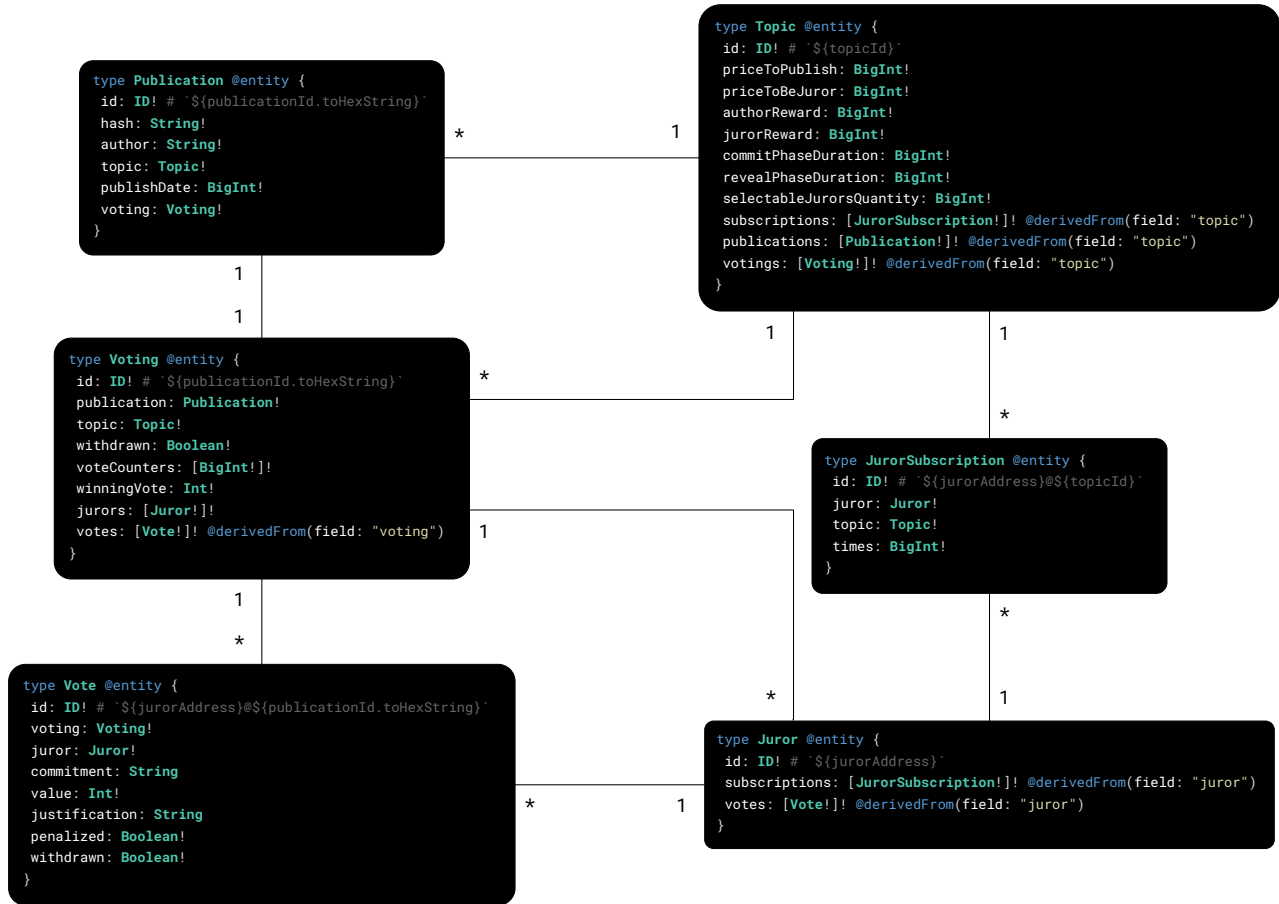 type Publication @entity {
id: ID! # `${publicationId.toHexString}`
hash: String!
author: String!
topic: Topic!
publishDate: BigInt!
voting: Voting!
}
type Topic @entity {
id: ID! # `${topicId}`
priceToPublish: BigInt!
priceToBeJuror: BigInt!
authorReward: BigInt!
jurorReward: BigInt!
commitPhaseDuration: BigInt!
revealPhaseDuration: BigInt!
selectableJurorsQuantity: BigInt!
subscriptions: [JurorSubscription!]! @derivedFrom(field: "topic")
publications: [Publication!]! @derivedFrom(field: "topic")
votings: [Voting!]! @derivedFrom(field: "topic")
}
*
1
1
1
1
*
1
*
type Voting @entity {
id: ID! # `${publicationId.toHexString}`
publication: Publication!
topic: Topic!
withdrawn: Boolean!
voteCounters: [BigInt!]!
winningVote: Int!
jurors: [Juror!]!
votes: [Vote!]! @derivedFrom(field: "voting")
}
type JurorSubscription @entity {
id: ID! # `${jurorAddress}@${topicId}`
juror: Juror!
topic: Topic!
times: BigInt!
}
1
*
1
*
*
1
type Vote @entity {
id: ID! # `${jurorAddress}@${publicationId.toHexString}`
voting: Voting!
juror: Juror!
commitment: String
value: Int!
justification: String
penalized: Boolean!
withdrawn: Boolean!
}
*
1
type Juror @entity {
id: ID! # `${jurorAddress}`
subscriptions: [JurorSubscription!]! @derivedFrom(field: "juror")
votes: [Vote!]! @derivedFrom(field: "juror")
}